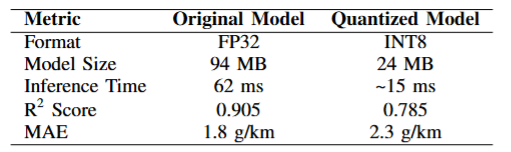 Metric Original Model Quantized Model
Format FP32 INT8
Model Size 94 MB 24 MB
Inference Time 62 ms ~15 ms
R² Score 0.905 0.785
MAE 1.8 g/km 2.3 g/km